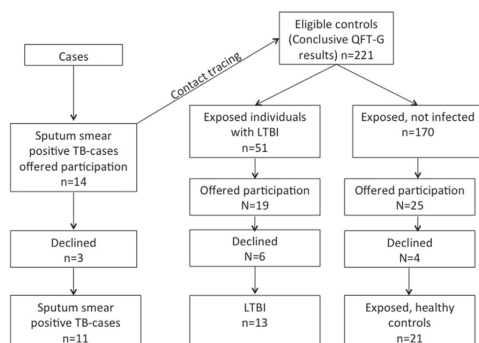 Cases
Sputum smear
positive TB-cases
offered participation
n=14
Declined
n=3
Sputum smear
positive TB-cases
n=11
Contact tracing
Eligible controls
(Conclusive QFT-G
results) n=221
Exposed individuals
with LTBI
n=51
Offered participation
N=19
Declined
N=6
LTBI
n=13
Exposed, not infected
n=170
Offered participation
N=25
Declined
N=4
Exposed, healthy
controls
n=21